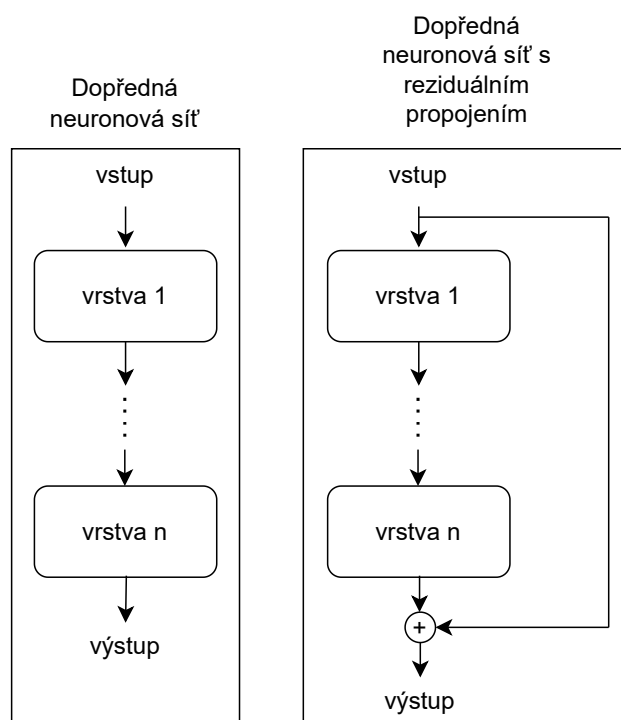 Dopředná
neuronová síť
vstup
vrstva 1
vrstva n
výstup
Dopředná
neuronová síť s
reziduálním
propojením
vstup
vrstva 1
vrstva n
+
výstup